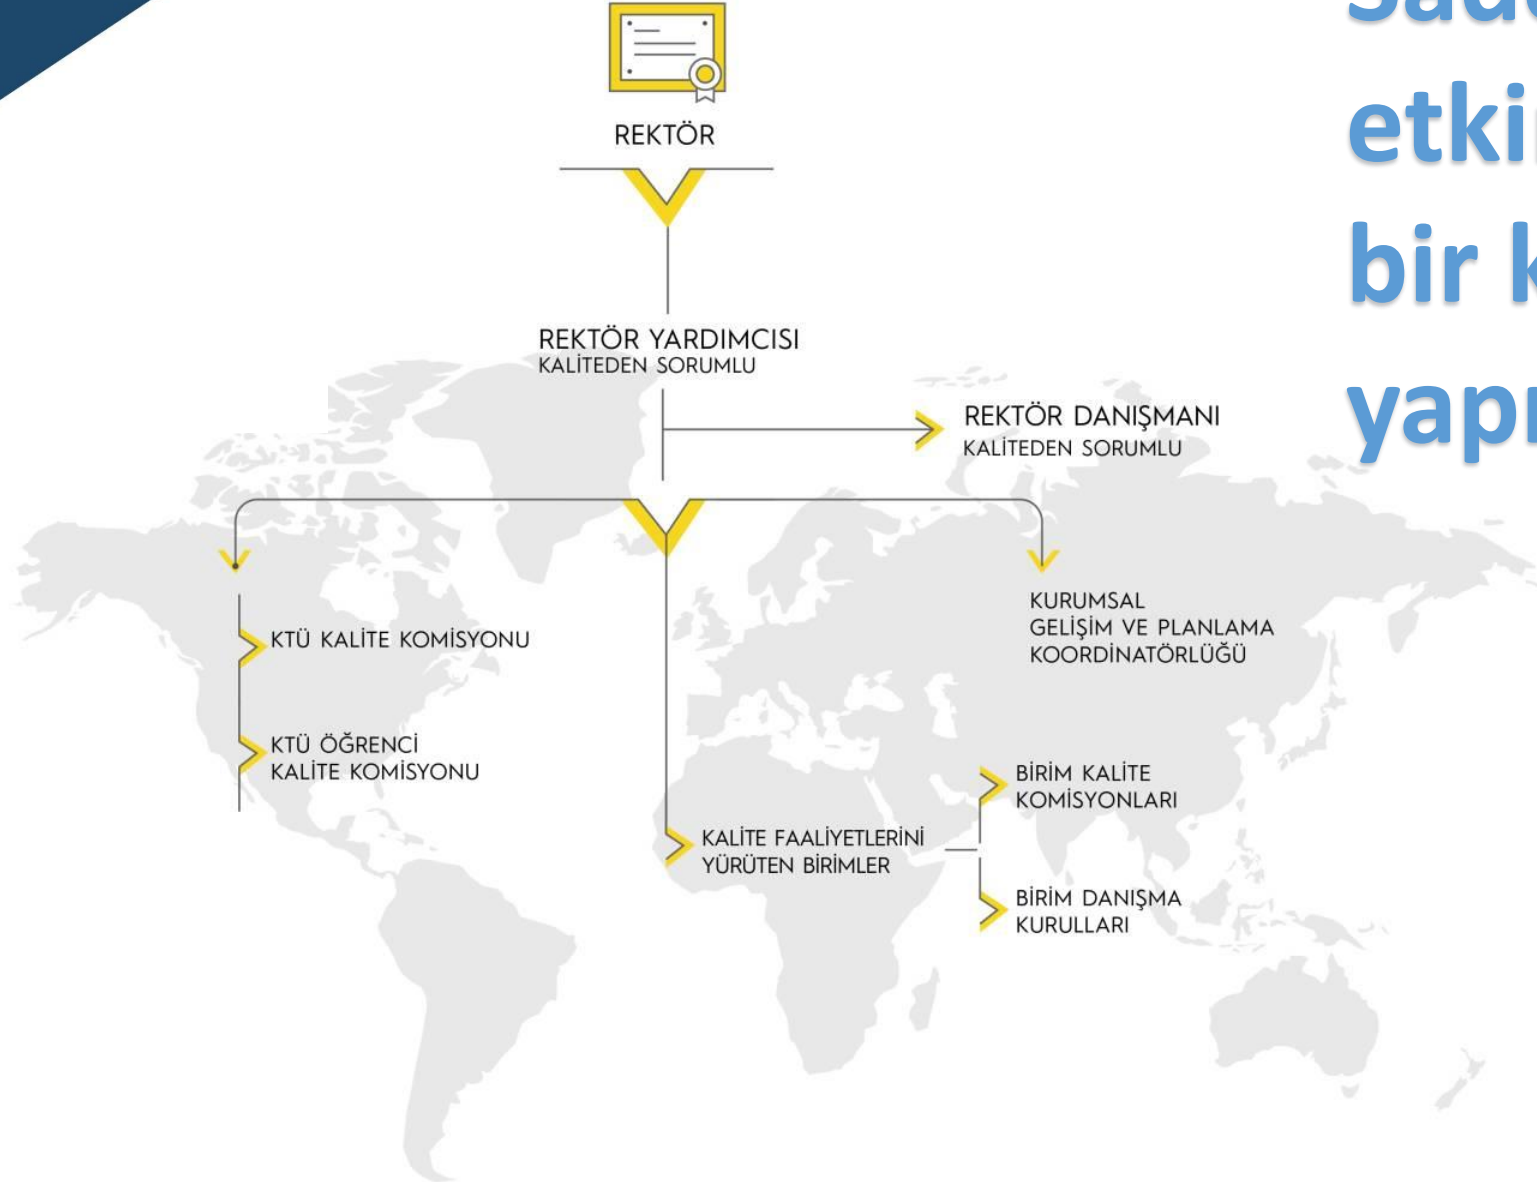 REKTÖR
REKTÖR YARDIMCISI
KALİTEDEN SORUMLU
REKTÖR DANIŞMANI
KALİTEDEN SORUMLU
KTÜ KALİTE KOMİSYONU
KTÜ ÖĞRENCİ
KALİTE KOMİSYONU
KALİTE FAALİYETLERİNİ
YÜRÜTEN BİRİMLER
KURUMSAL
GELİŞİM VE PLANLAMA
KOORDİNATÖRLÜĞÜ
BİRİM KALİTE
KOMİSYONLARI
BİRİM DANIŞMA
KURULLARI
bir